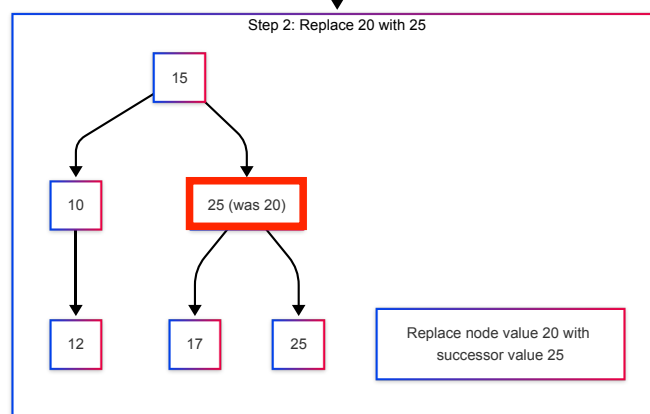 Step 2: Replace 20 with 25
15
10
25 (was 20)
12
17
25
Replace node value 20 with
successor value 25